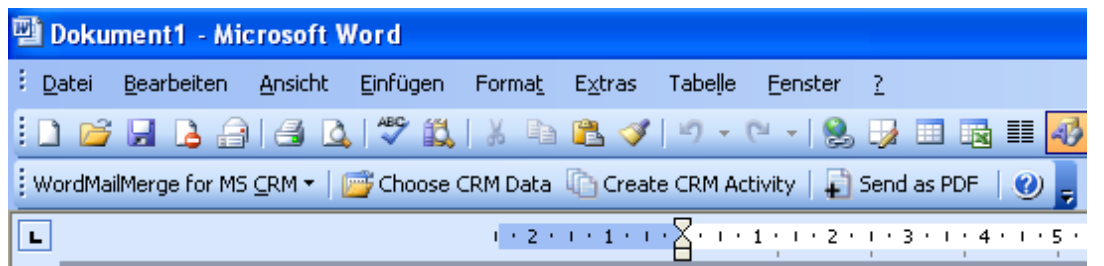 Dokument1 - Microsoft Word
Datei Bearbeiten Ansicht Einfügen Format Extras Tabelle Fenster ?
ABC
WordMailMerge for MS CRM Choose CRM Data Create CRM Activity Send as PDF ?
L 2 1 1 2 3 4 5